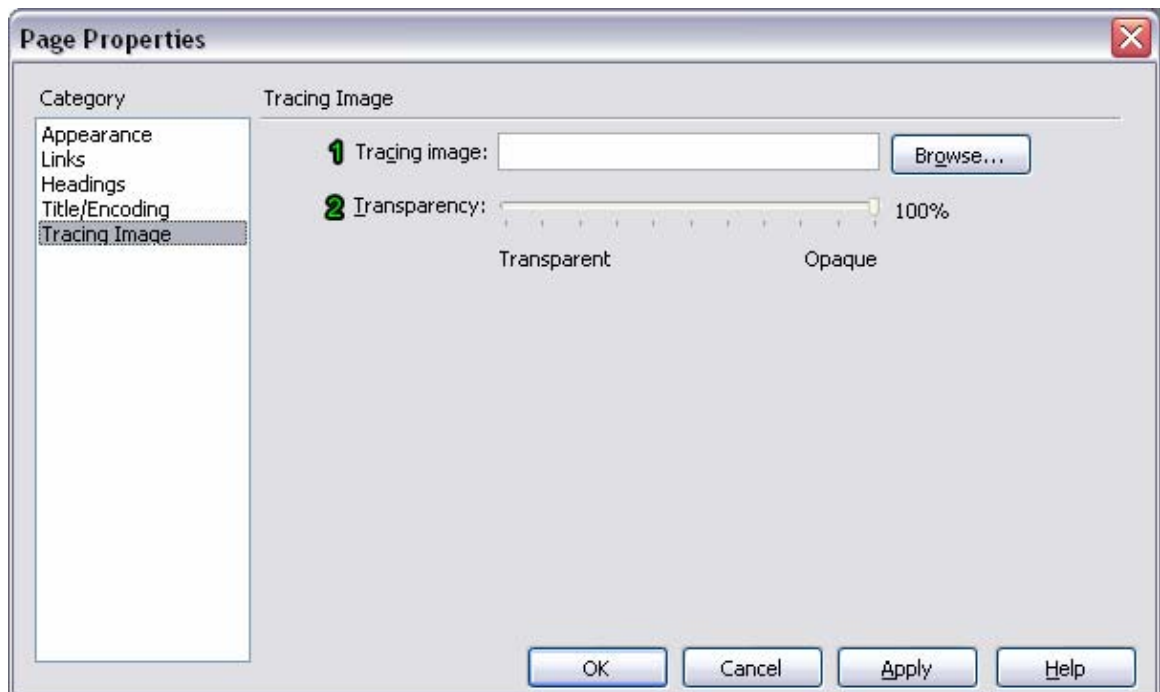 Page Properties
Category
Appearance
Links
Headings
Title/Encoding
Tracing Image
Tracing Image
1 Tracing image: Browse...
2 Transparency: 100%
Transparent Opaque
OK Cancel Apply Help